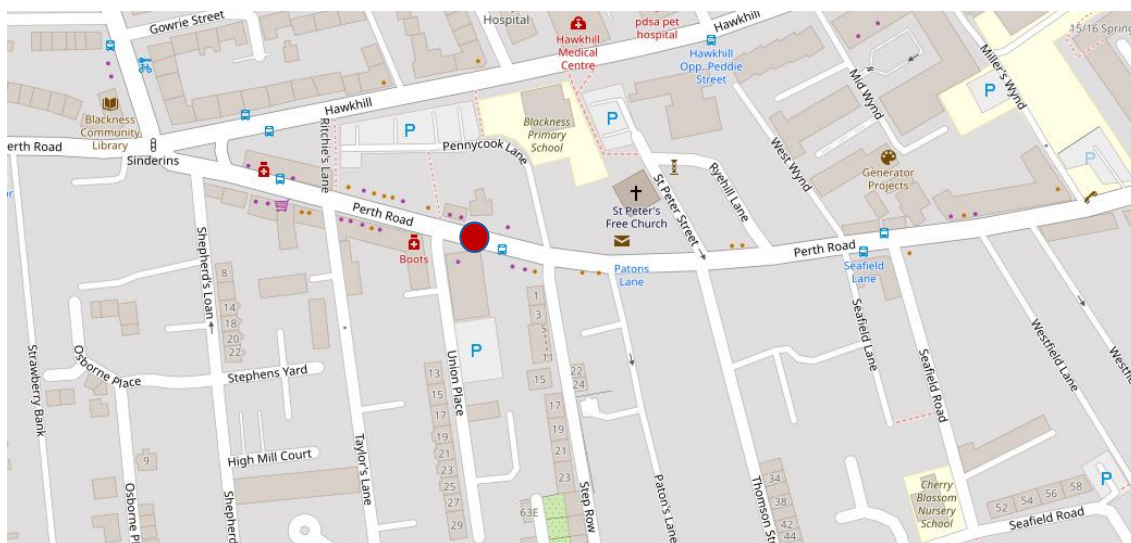 Gowrie Street
Hospital
Hawkhill
Medical
Centre
pdsa pet
hospital
Hawkhill
Opp. Peddie
Street
15/16 Spring
Miller's Wynd
Mid Wynd
West Wynd
Blackness
Community
Library
Hawkhill
Ritchie's Lane
P
P
P
P
Blackness
Primary
School
Pennycook Lane
erth Road
Sinderins
Generator
Projects
Ryehill Lane
St Peter Street
St Peter's
Free Church
Perth Road
Boots
Perth Road
Patons
Lane
Seafield
Lane
Shepherd's Loan
8
14
18
20
22
1
3
5
11
15
P
Strawberry Bank
Osborne Place
Stephens Yard
Union Place
13
15
17
19
21
23
25
27
29
22
24
17
19
21
23
Seafield Lane
Seafield Road
Westfield Lane
Westf
High Mill Court
9
Osborne Pl
Shepherd
Taylor's Lane
63E
Step Row
Paton's Lane
Thomson Str
34
38
42
44
Cherry
Blossom
Nursery
School
52
54
56
58
P
Seafield Road